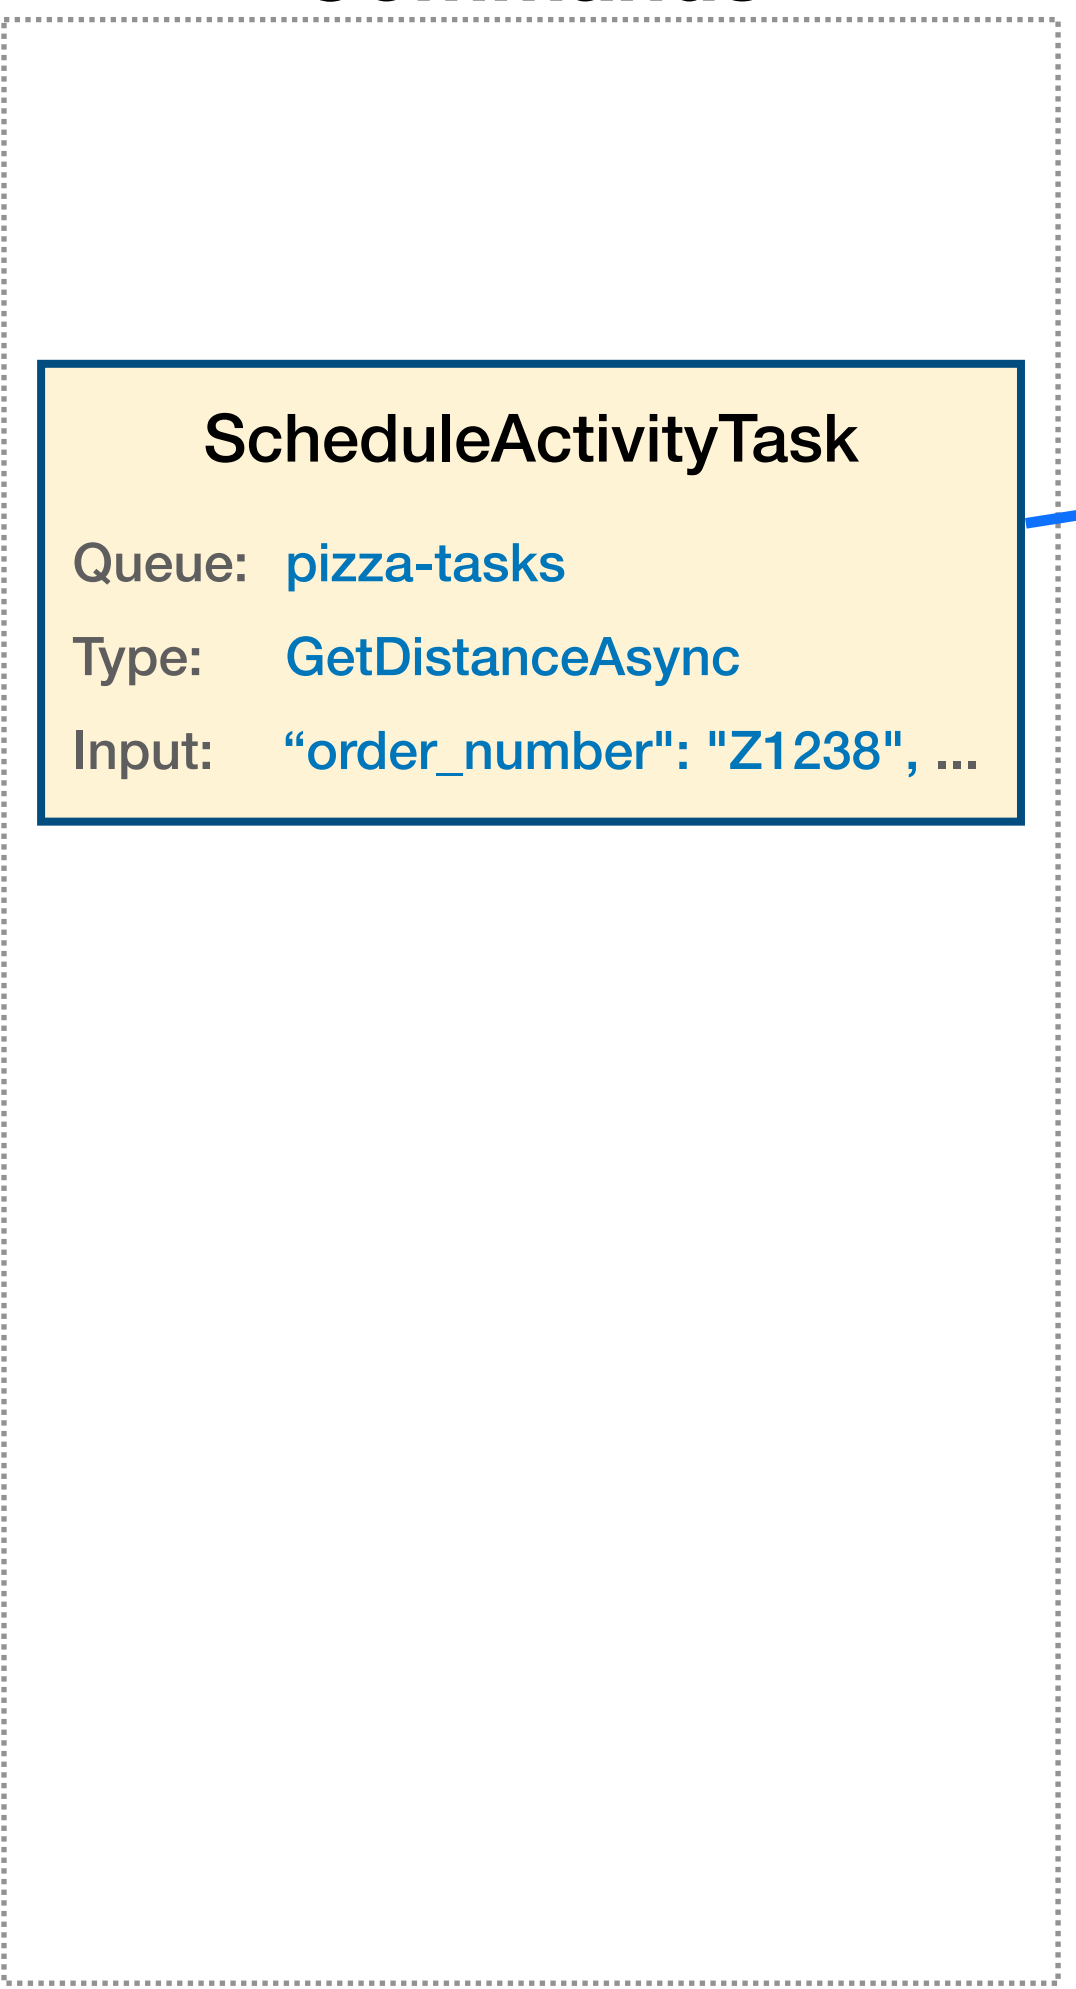 ScheduleActivityTask
Queue: pizza-tasks
Type: GetDistanceAsync
Input: “order_number": "Z1238", ...